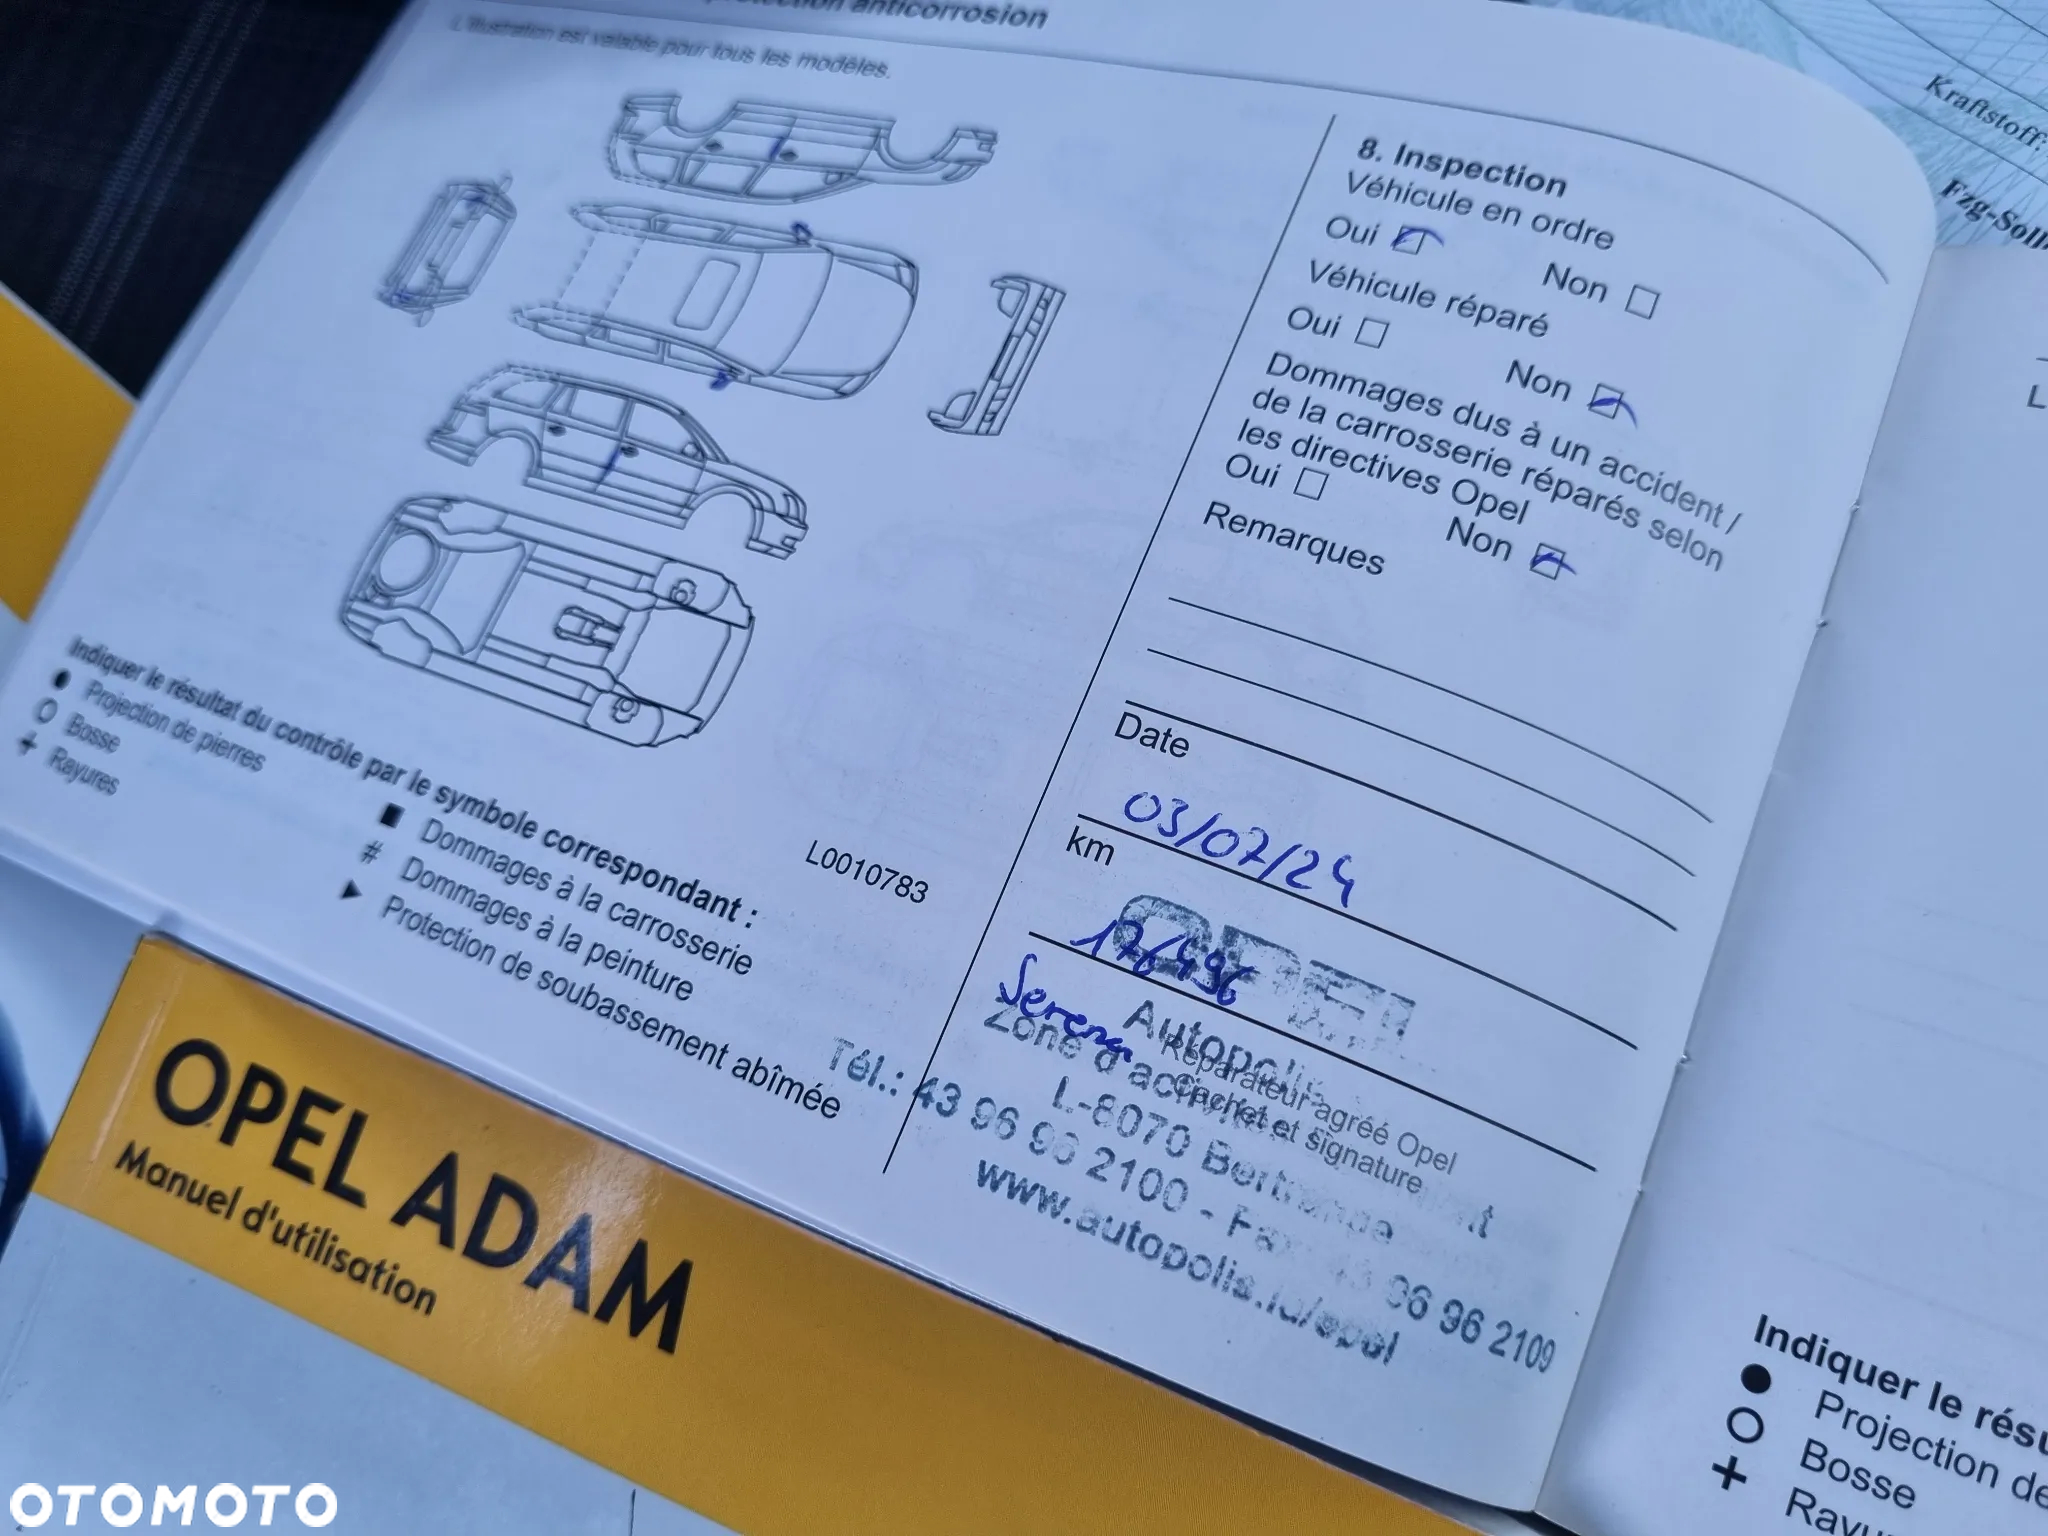 protection anticorrosion
L'illustration est valable pour tous les modèles.
8. Inspection
Véhicule en ordre
Oui
Non
Véhicule réparé
Oui
Non
Dommages dus à un accident /
de la carrosserie réparés selon
les directives Opel
Oui
Non
Remarques
Date
03/07/24
km
176496
OPEL
Autopolis
Zone d'activités
L-8070 Bertrange
Tél.: 43 96 96 2100 - Fax: 43 96 96 2109
www.autopolis.lu/opel
Réparateur agréé Opel
Cachet et signature
Indiquer le résultat du contrôle par le symbole correspondant :
Projection de pierres
Bosse
+ Rayures
■ Dommages à la carrosserie
# Dommages à la peinture
Protection de soubassement abîmée
L0010783
OPEL ADAM
Manuel d'utilisation
Kraftstoff:
Indiquer le
Projection de
Bosse
+
OTOMOTO